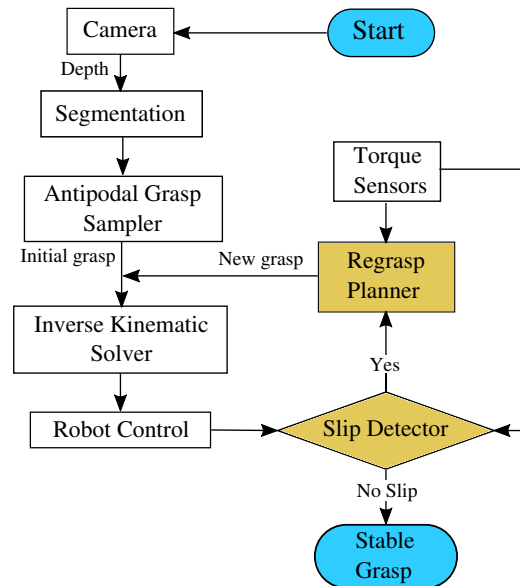 Camera
Start
Depth
Segmentation
Torque
Sensors
Antipodal Grasp
Sampler
Initial grasp
New grasp
Regrasp
Planner
Inverse Kinematic
Solver
Yes
Robot Control
Slip Detector
No Slip
Stable
Grasp